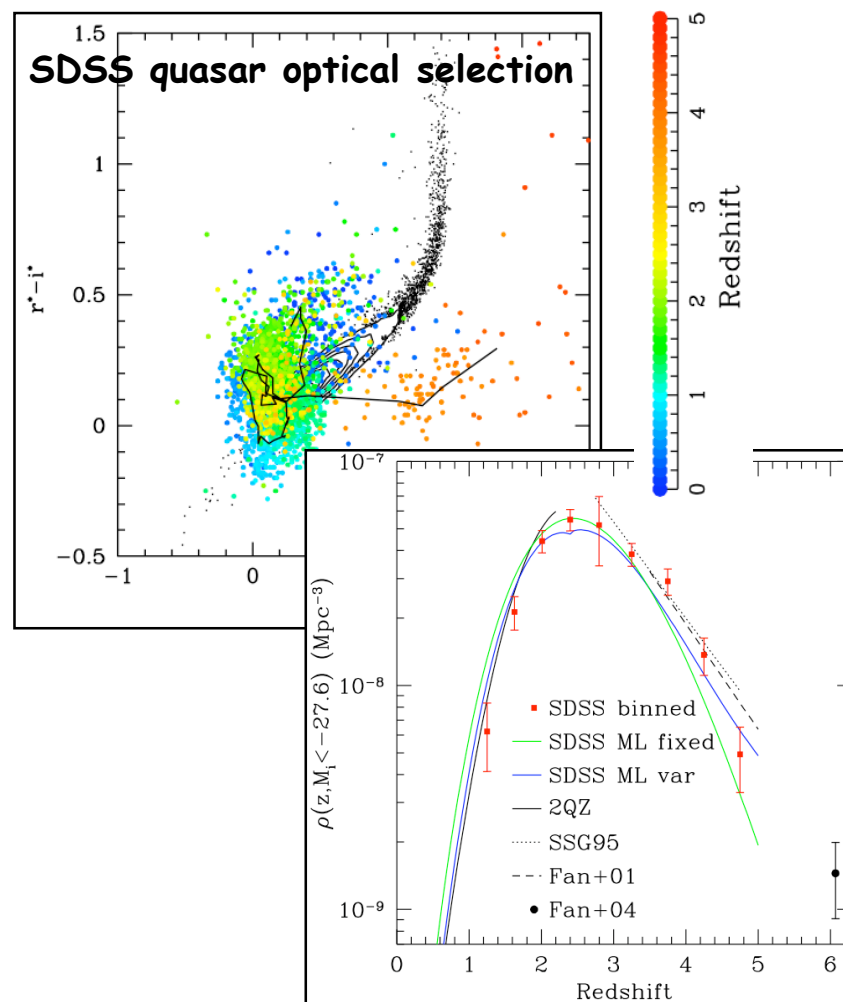 SDSS quasar optical selection
1.5
1
0.5
0
-0.5
r*-i*
-1
0
5
4
3
2
1
0
Redshift
10⁻⁷
10⁻⁸
10⁻⁹
ρ(z,M_i<-27.6) (Mpc⁻³)
SDSS binned
SDSS ML fixed
SDSS ML var
2QZ
SSG95
Fan+01
Fan+04
0 1 2 3 4 5 6
Redshift